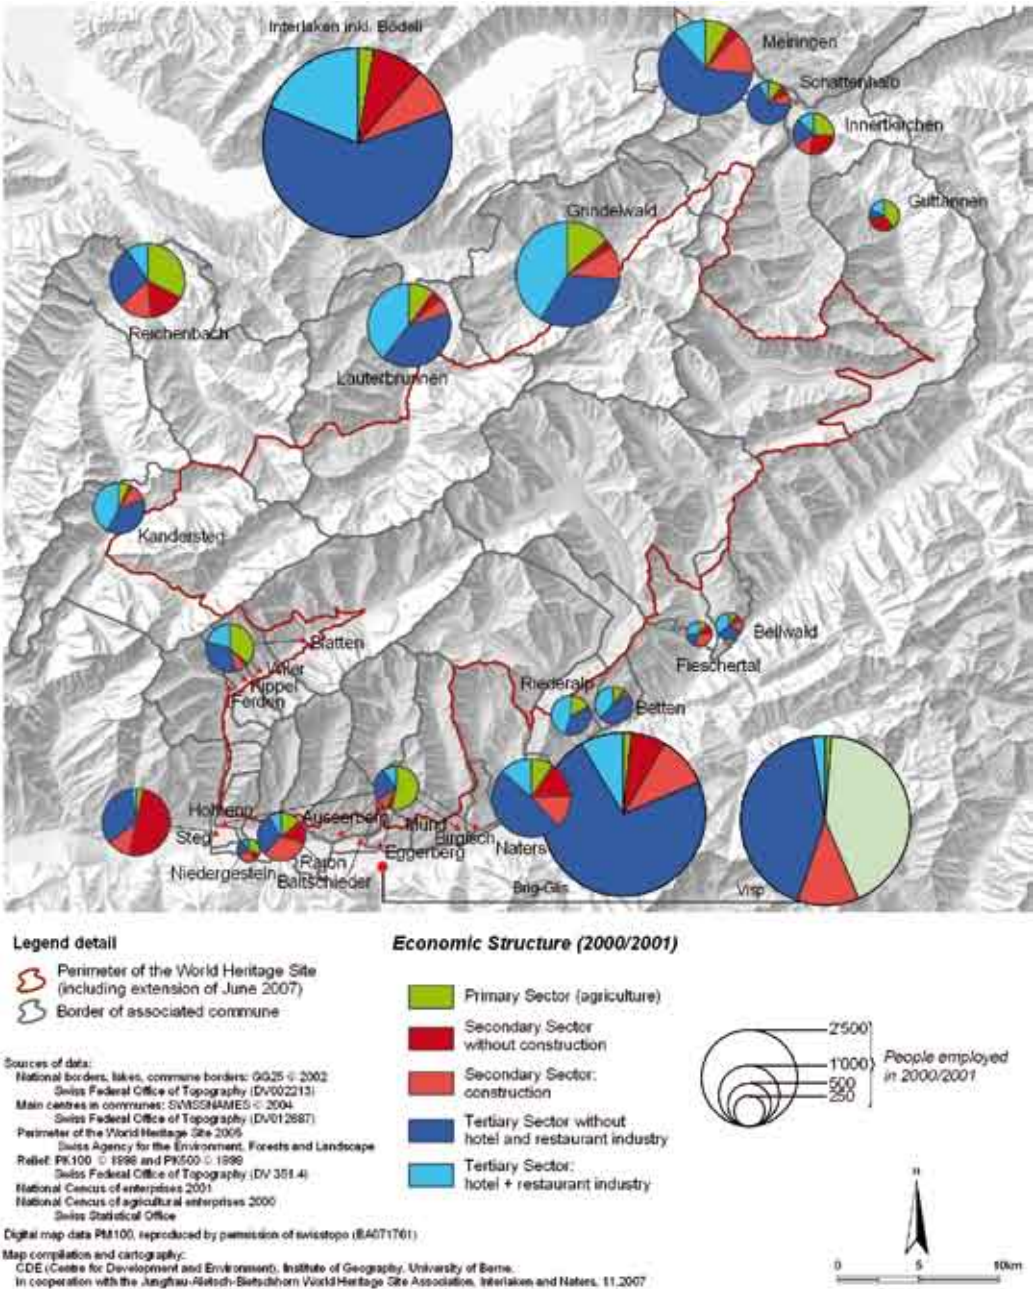 Interlaken inkl. Bödeli
Meiringen
Schattenhalb
Innertkirchen
Guttannen
Grindelwald
Reichenbach
Lauterbrunnen
Kandersteg
Blatten
Wiler
Kippel
Ferden
Bellwald
Fieschertal
Riederalp
Betten
Hohtenn
Steg
Ausserberg
Mund
Birgisch
Naters
Eggerberg
Niedergesteln
Raron
Baltschieder
Brig-Glis
Visp
Legend detail
Perimeter of the World Heritage Site
(including extension of June 2007)
Border of associated commune
Sources of data:
National borders, lakes, commune borders: GG25 © 2002
Swiss Federal Office of Topography (DV002213)
Main centres in communes: SWISSNAMES © 2004
Swiss Federal Office of Topography (DV012687)
Perimeter of the World Heritage Site 2006
Swiss Agency for the Environment, Forests and Landscape
Relief: PK100 © 1998 and PK500 © 1998
Swiss Federal Office of Topography (DV 351.4)
National Cencus of enterprises 2001
National Cencus of agricultural enterprises 2000
Swiss Statistical Office
Digital map data PM100, reproduced by permission of swisstopo (BA071761)
Map compilation and cartography:
CDE (Centre for Development and Environment), Institute of Geography, University of Berne.
In cooperation with the Jungfrau-Aletsch-Bietschhorn World Heritage Site Association, Interlaken and Naters, 11.2007
Economic Structure (2000/2001)
Primary Sector (agriculture)
Secondary Sector
without construction
Secondary Sector:
construction
Tertiary Sector without
hotel and restaurant industry
Tertiary Sector:
hotel + restaurant industry
2'500
1'000
500
250
People employed
in 2000/2001
N
0 5 10km